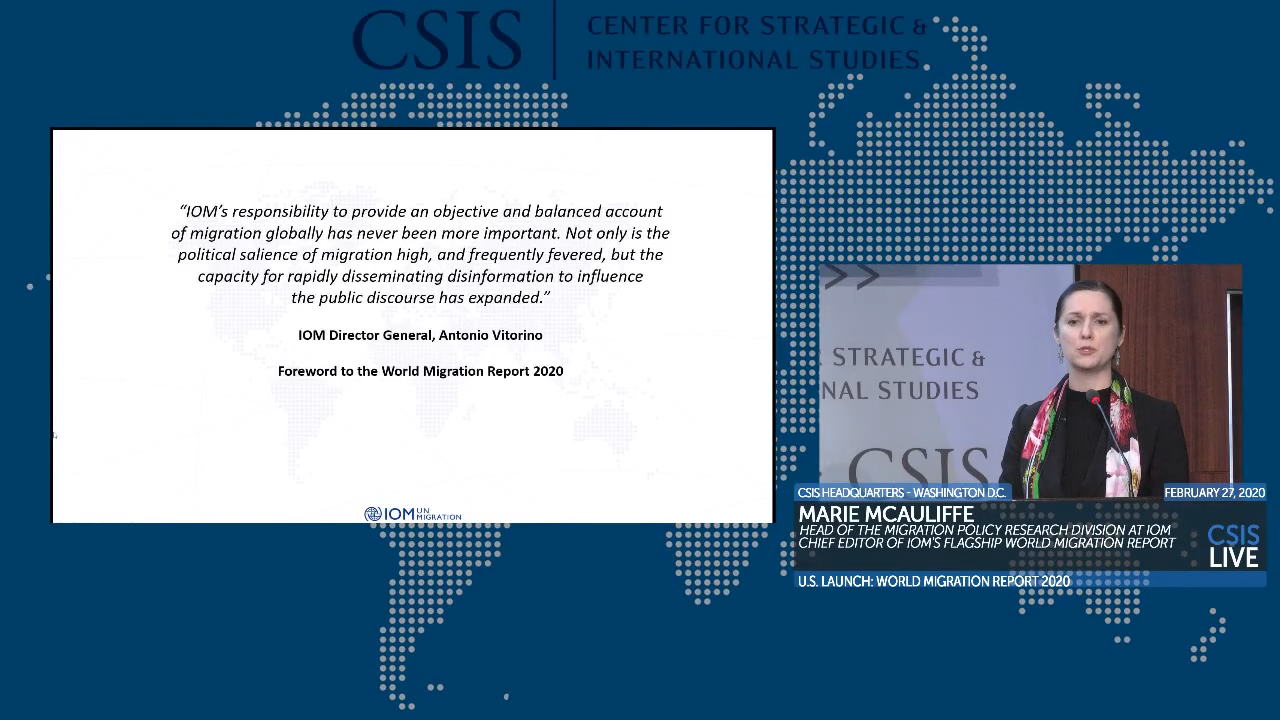 CSIS
CENTER FOR STRATEGIC &
INTERNATIONAL STUDIES
“IOM’s responsibility to provide an objective and balanced account
of migration globally has never been more important. Not only is the
political salience of migration high, and frequently fevered, but the
capacity for rapidly disseminating disinformation to influence
the public discourse has expanded.”
IOM Director General, Antonio Vitorino
Foreword to the World Migration Report 2020
IOM UN
MIGRATION
STRATEGIC &
NAL STUDIES
CSIS
CSIS HEADQUARTERS - WASHINGTON D.C.
FEBRUARY 27, 2020
MARIE MCAULIFFE
HEAD OF THE MIGRATION POLICY RESEARCH DIVISION AT IOM
CHIEF EDITOR OF IOM'S FLAGSHIP WORLD MIGRATION REPORT
CSIS
LIVE
U.S. LAUNCH: WORLD MIGRATION REPORT 2020